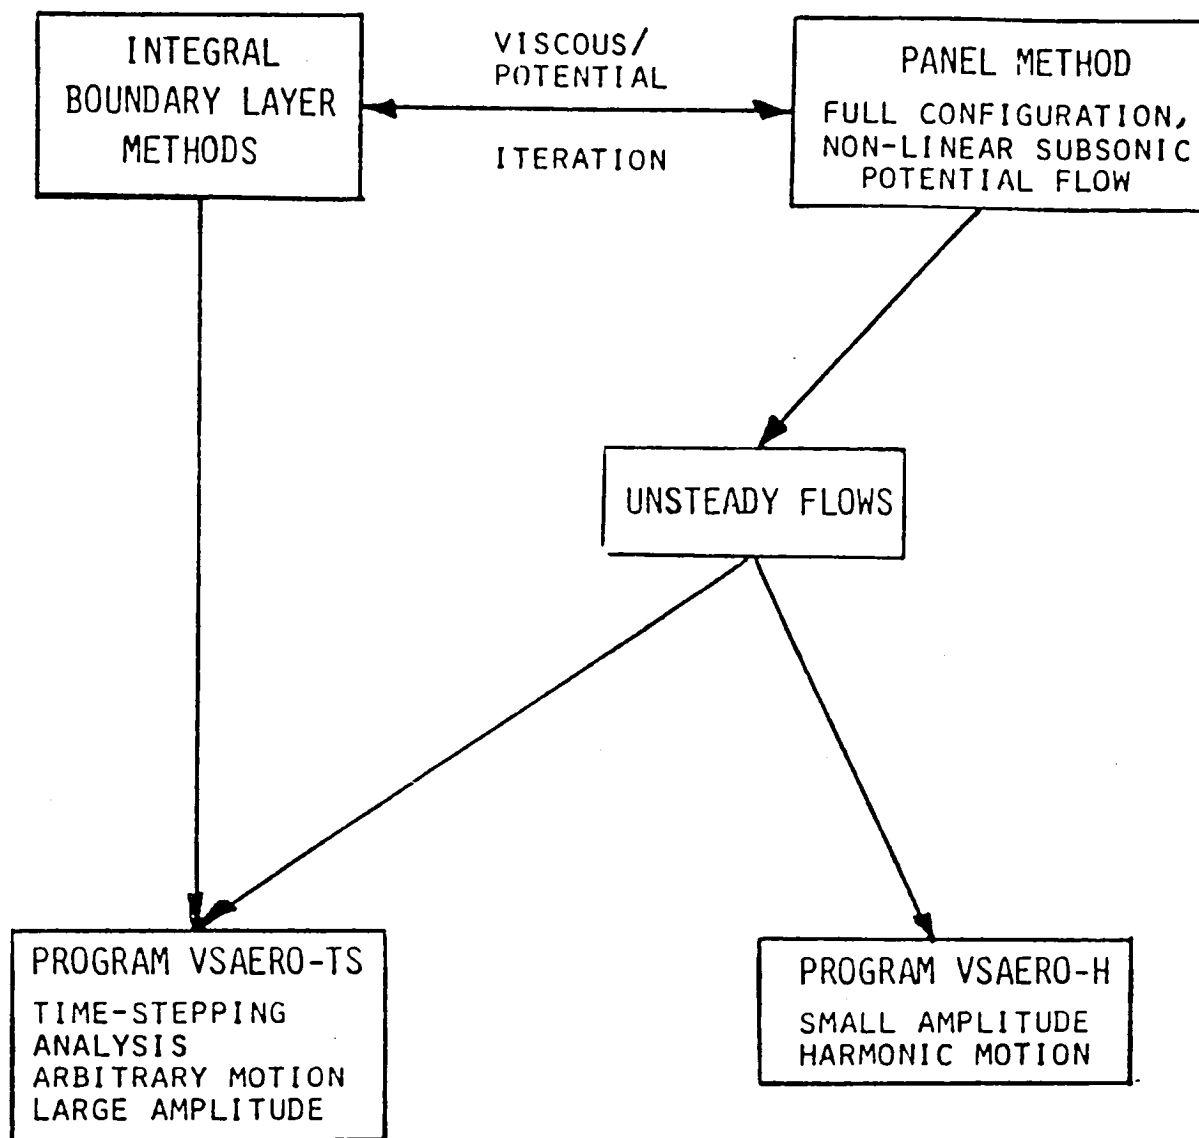 INTEGRAL
BOUNDARY LAYER
METHODS
VISCOUS/
POTENTIAL
ITERATION
PANEL METHOD
FULL CONFIGURATION,
NON-LINEAR SUBSONIC
POTENTIAL FLOW
UNSTEADY FLOWS
PROGRAM VSAERO-TS
TIME-STEPPING
ANALYSIS
ARBITRARY MOTION
LARGE AMPLITUDE
PROGRAM VSAERO-H
SMALL AMPLITUDE
HARMONIC MOTION